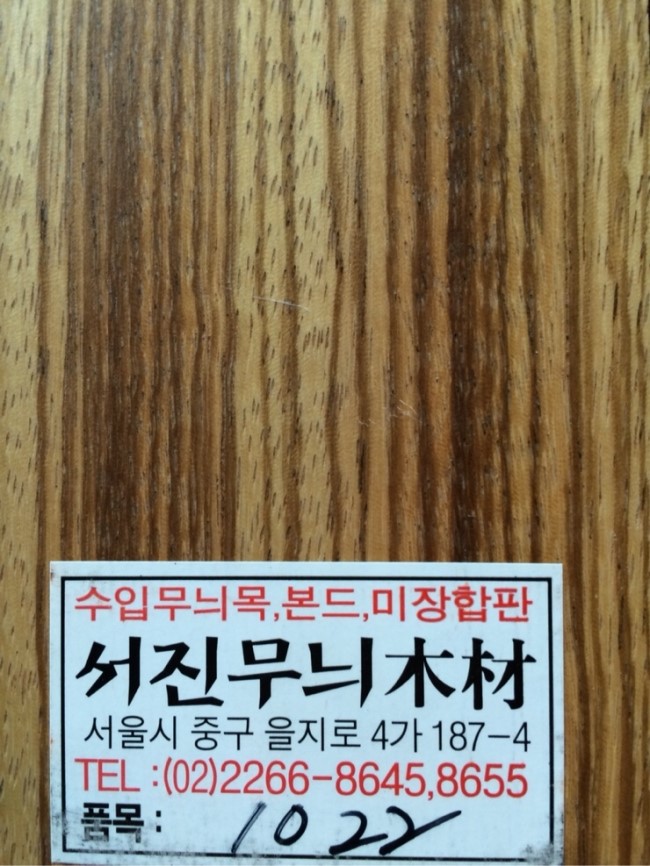 수입무늬목,본드,미장합판
서진무늬木材
서울시 중구 을지로 4가 187-4
TEL :(02)2266-8645,8655
품목: 1022